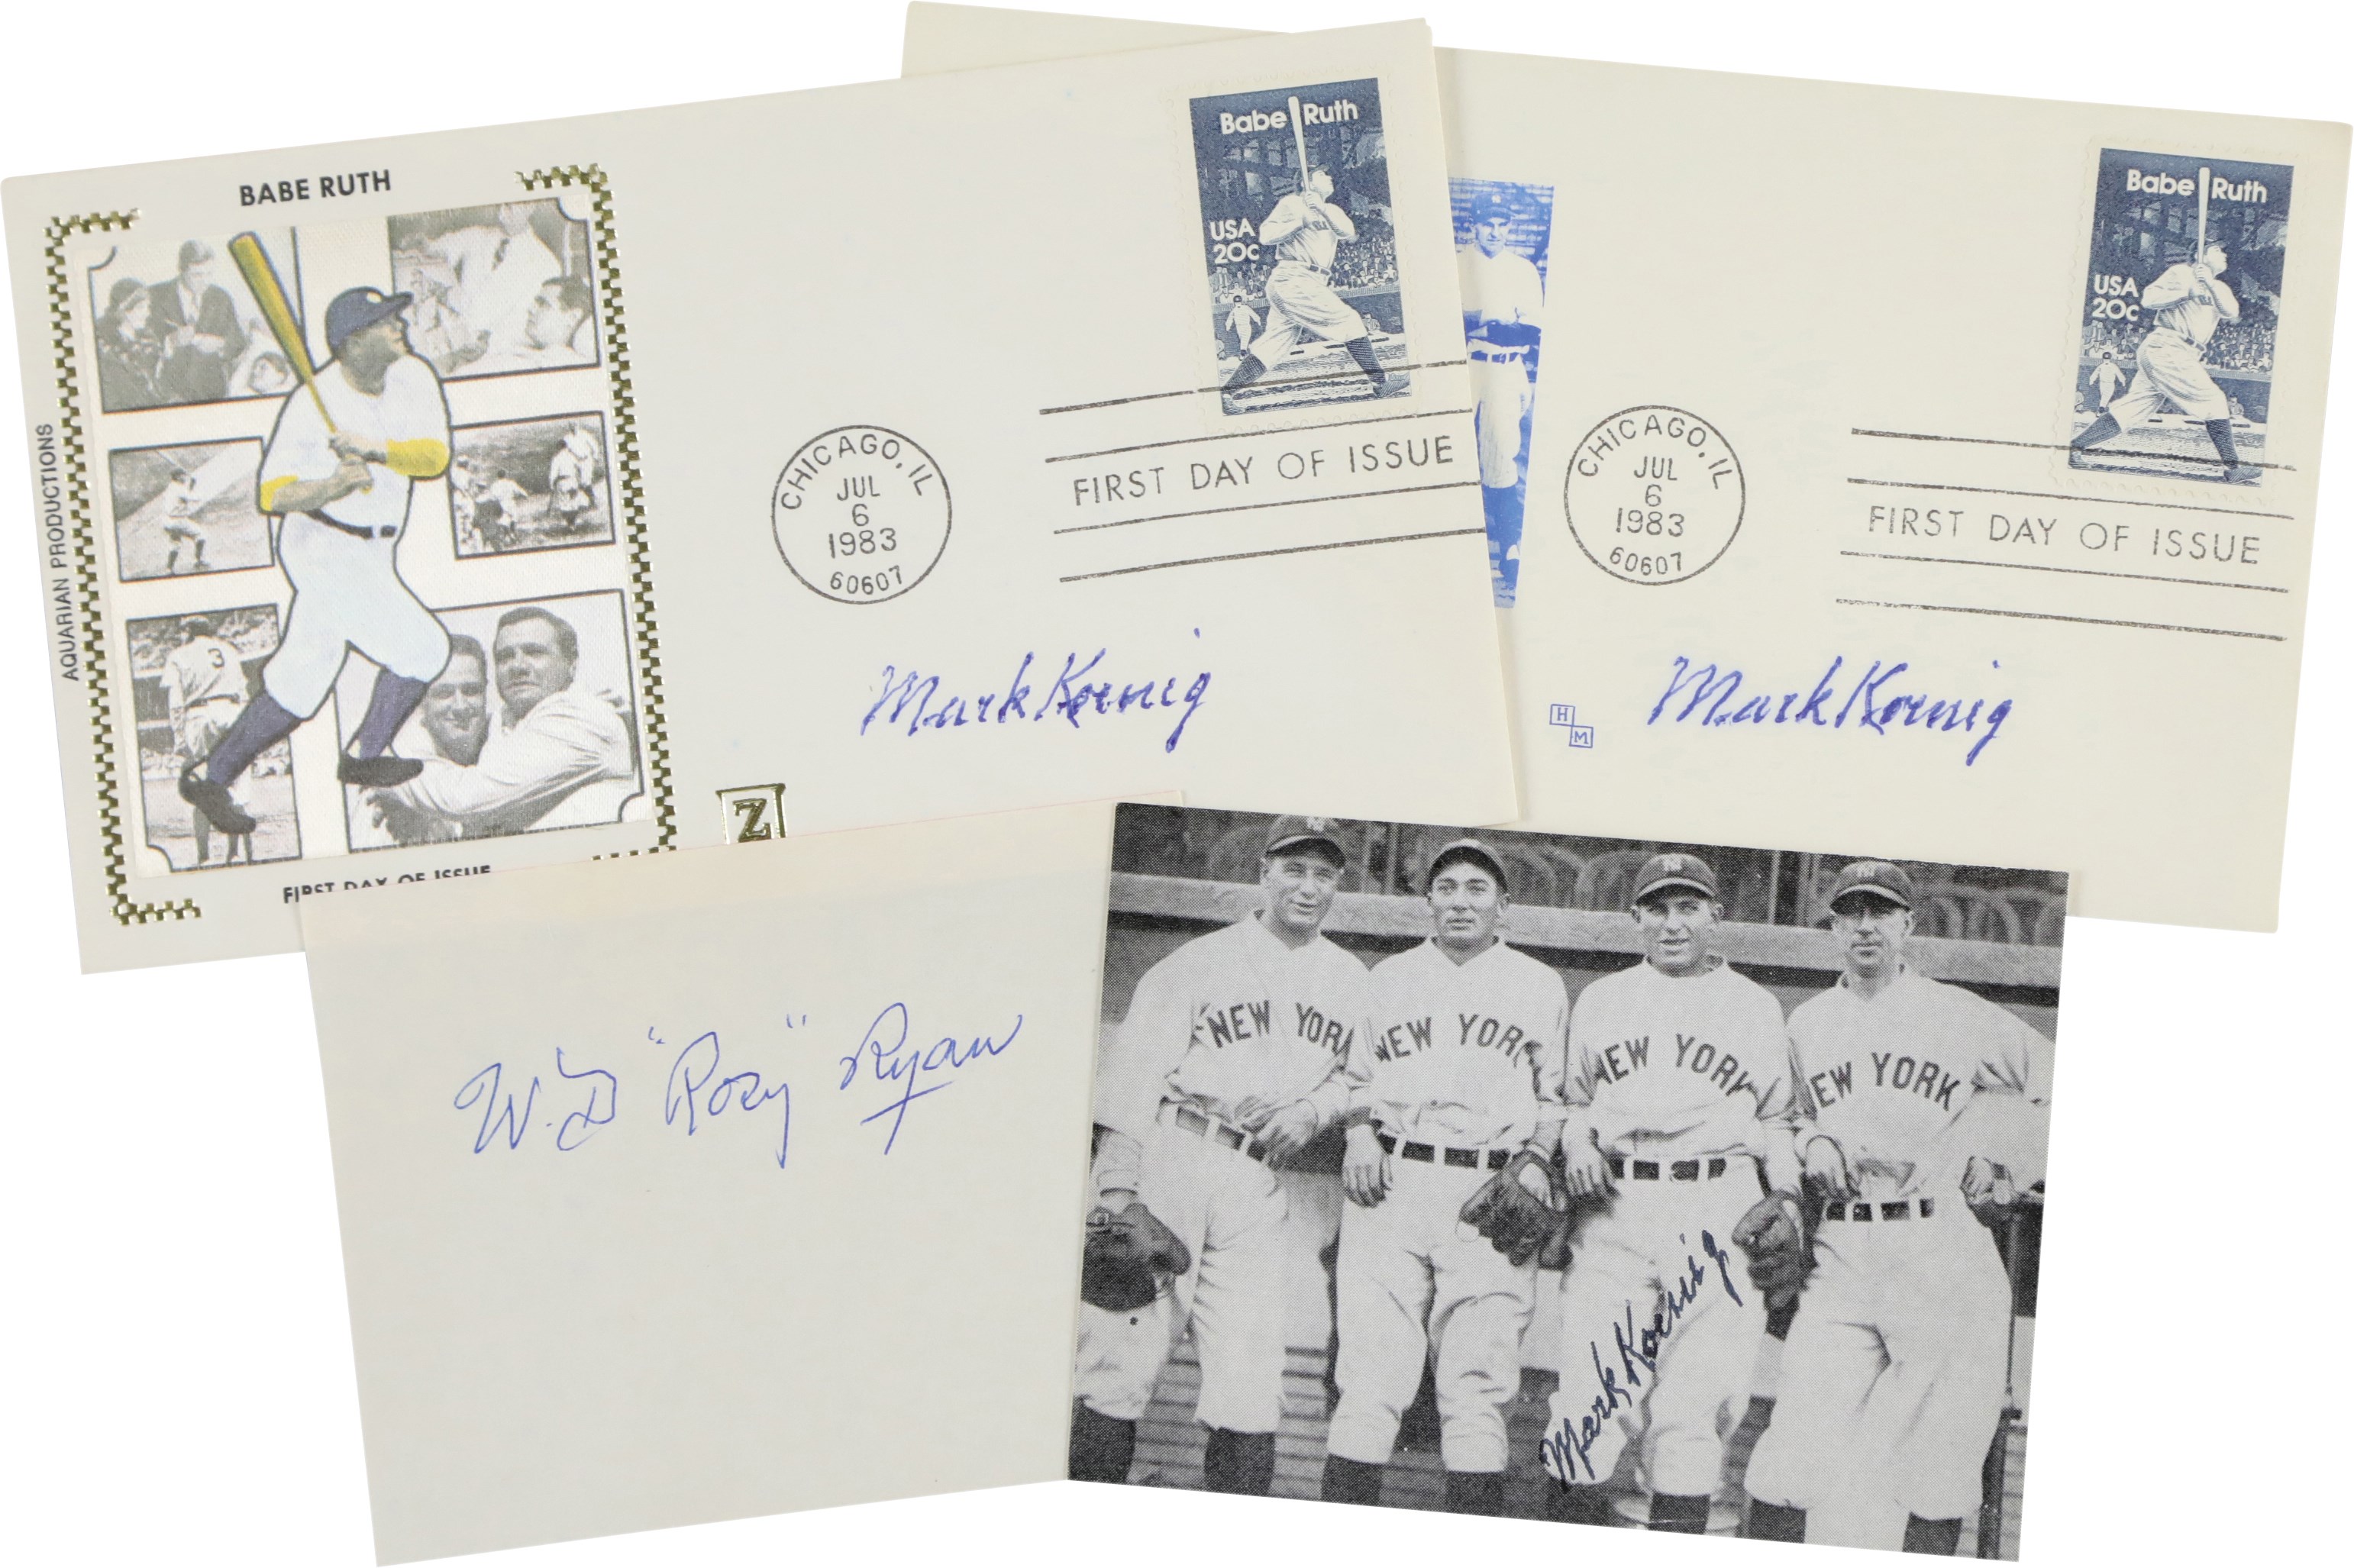 BABE RUTH
AQUARIAN PRODUCTIONS
3
FIRST DAY OF ISSUE
Z
Babe Ruth
USA
20c
CHICAGO, IL
JUL
6
1983
60607
FIRST DAY OF ISSUE
Mark Koenig
Babe Ruth
USA
20c
CHICAGO, IL
JUL
6
1983
60607
FIRST DAY OF ISSUE
H
M
Mark Koenig
W.D "Rosy" Ryan
NEW YORK
NEW YORK
NEW YORK
NEW YORK
Mark Koenig